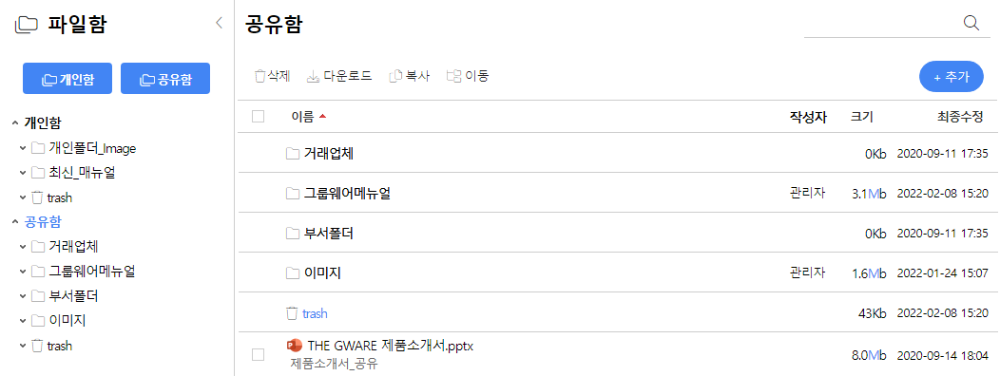 파일함
개인함 공유함
개인함
개인폴더_Image
최신_매뉴얼
trash
공유함
거래업체
그룹웨어메뉴얼
부서폴더
이미지
trash
공유함
삭제 다운로드 복사 이동 + 추가
이름 작성자 크기 최종수정
거래업체 0Kb 2020-09-11 17:35
그룹웨어메뉴얼 관리자 3.1Mb 2022-02-08 15:20
부서폴더 0Kb 2020-09-11 17:35
이미지 관리자 1.6Mb 2022-01-24 15:07
trash 43Kb 2022-02-08 15:20
THE GWARE 제품소개서.pptx 8.0Mb 2020-09-14 18:04
제품소개서_공유